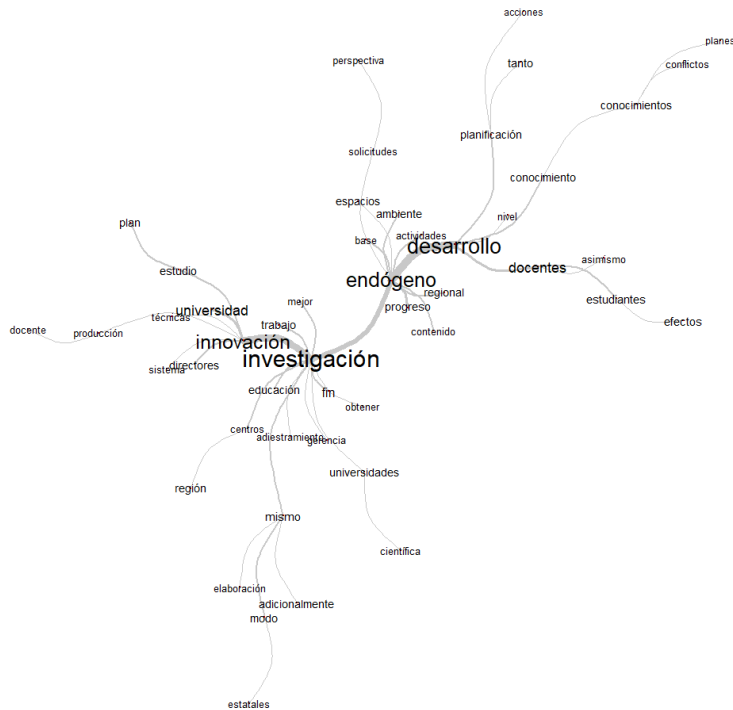 acciones
planes
perspectiva
tanto
conflictos
conocimientos
planificación
solicitudes
conocimiento
espacios
ambiente
nivel
plan
base
actividades
desarrollo
asimismo
estudio
docentes
endógeno
regional
estudiantes
mejor
progreso
universidad
técnicas
trabajo
contenido
efectos
docente
producción
innovación
investigación
sistema
directores
educación
fm
obtener
centros
adiestramiento
gerencia
universidades
región
mismo
científica
elaboración
adicionalmente
modo
estatales